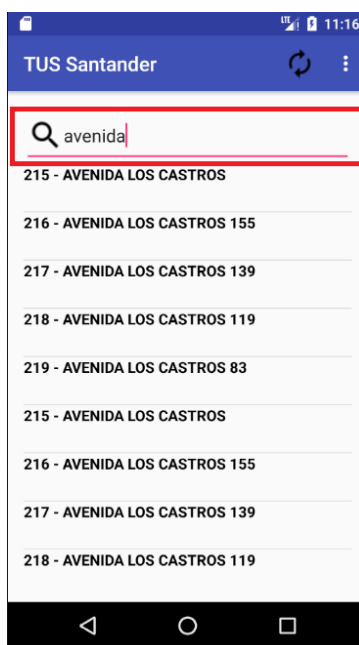 LTE 11:16
TUS Santander
avenida
215 - AVENIDA LOS CASTROS
216 - AVENIDA LOS CASTROS 155
217 - AVENIDA LOS CASTROS 139
218 - AVENIDA LOS CASTROS 119
219 - AVENIDA LOS CASTROS 83
215 - AVENIDA LOS CASTROS
216 - AVENIDA LOS CASTROS 155
217 - AVENIDA LOS CASTROS 139
218 - AVENIDA LOS CASTROS 119